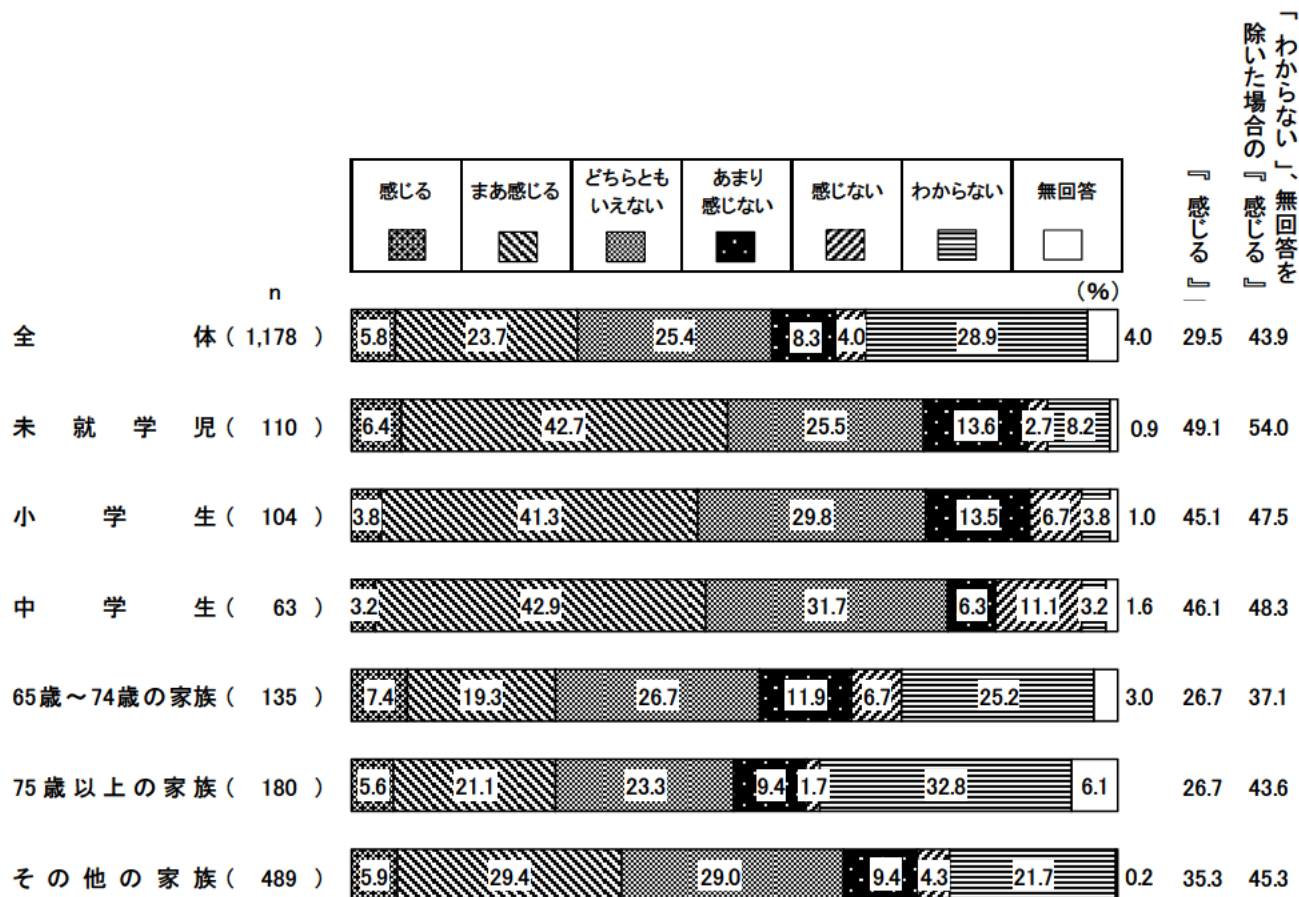 「わからない」、無回答を
除いた場合の『感じる』
『感じる』
感じる まあ感じる どちらとも いえない あまり 感じない 感じない わからない 無回答
n (%)
全体( 1,178 ) 5.8 23.7 25.4 8.3 4.0 28.9 4.0 29.5 43.9
未就学児( 110 ) 6.4 42.7 25.5 13.6 2.7 8.2 0.9 49.1 54.0
小学生( 104 ) 3.8 41.3 29.8 13.5 6.7 3.8 1.0 45.1 47.5
中学生( 63 ) 3.2 42.9 31.7 6.3 11.1 3.2 1.6 46.1 48.3
65歳~74歳の家族( 135 ) 7.4 19.3 26.7 11.9 6.7 25.2 3.0 26.7 37.1
75歳以上の家族( 180 ) 5.6 21.1 23.3 9.4 1.7 32.8 6.1 26.7 43.6
その他の家族( 489 ) 5.9 29.4 29.0 9.4 4.3 21.7 0.2 35.3 45.3